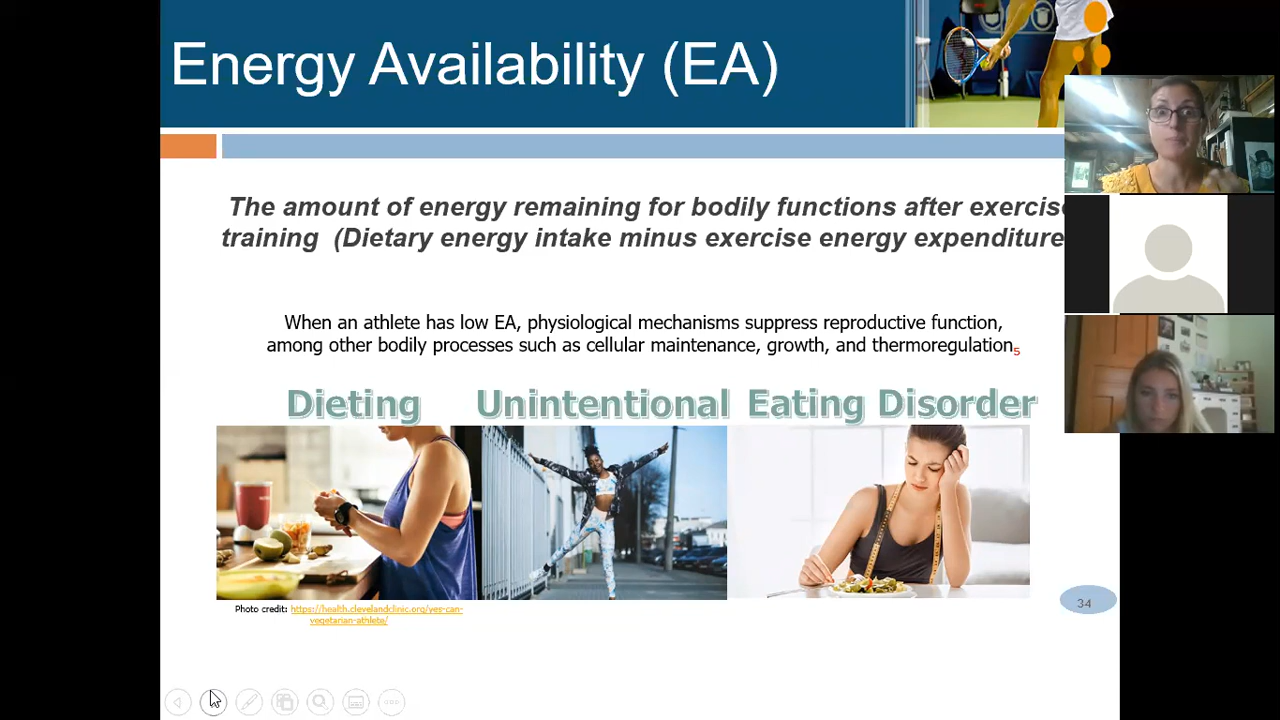 Energy Availability (EA)
The amount of energy remaining for bodily functions after exercise
training (Dietary energy intake minus exercise energy expenditure
When an athlete has low EA, physiological mechanisms suppress reproductive function,
among other bodily processes such as cellular maintenance, growth, and thermoregulation5
Dieting Unintentional Eating Disorder
Photo credit: https://health.clevelandclinic.org/yes-can-
vegetarian-athlete/
34